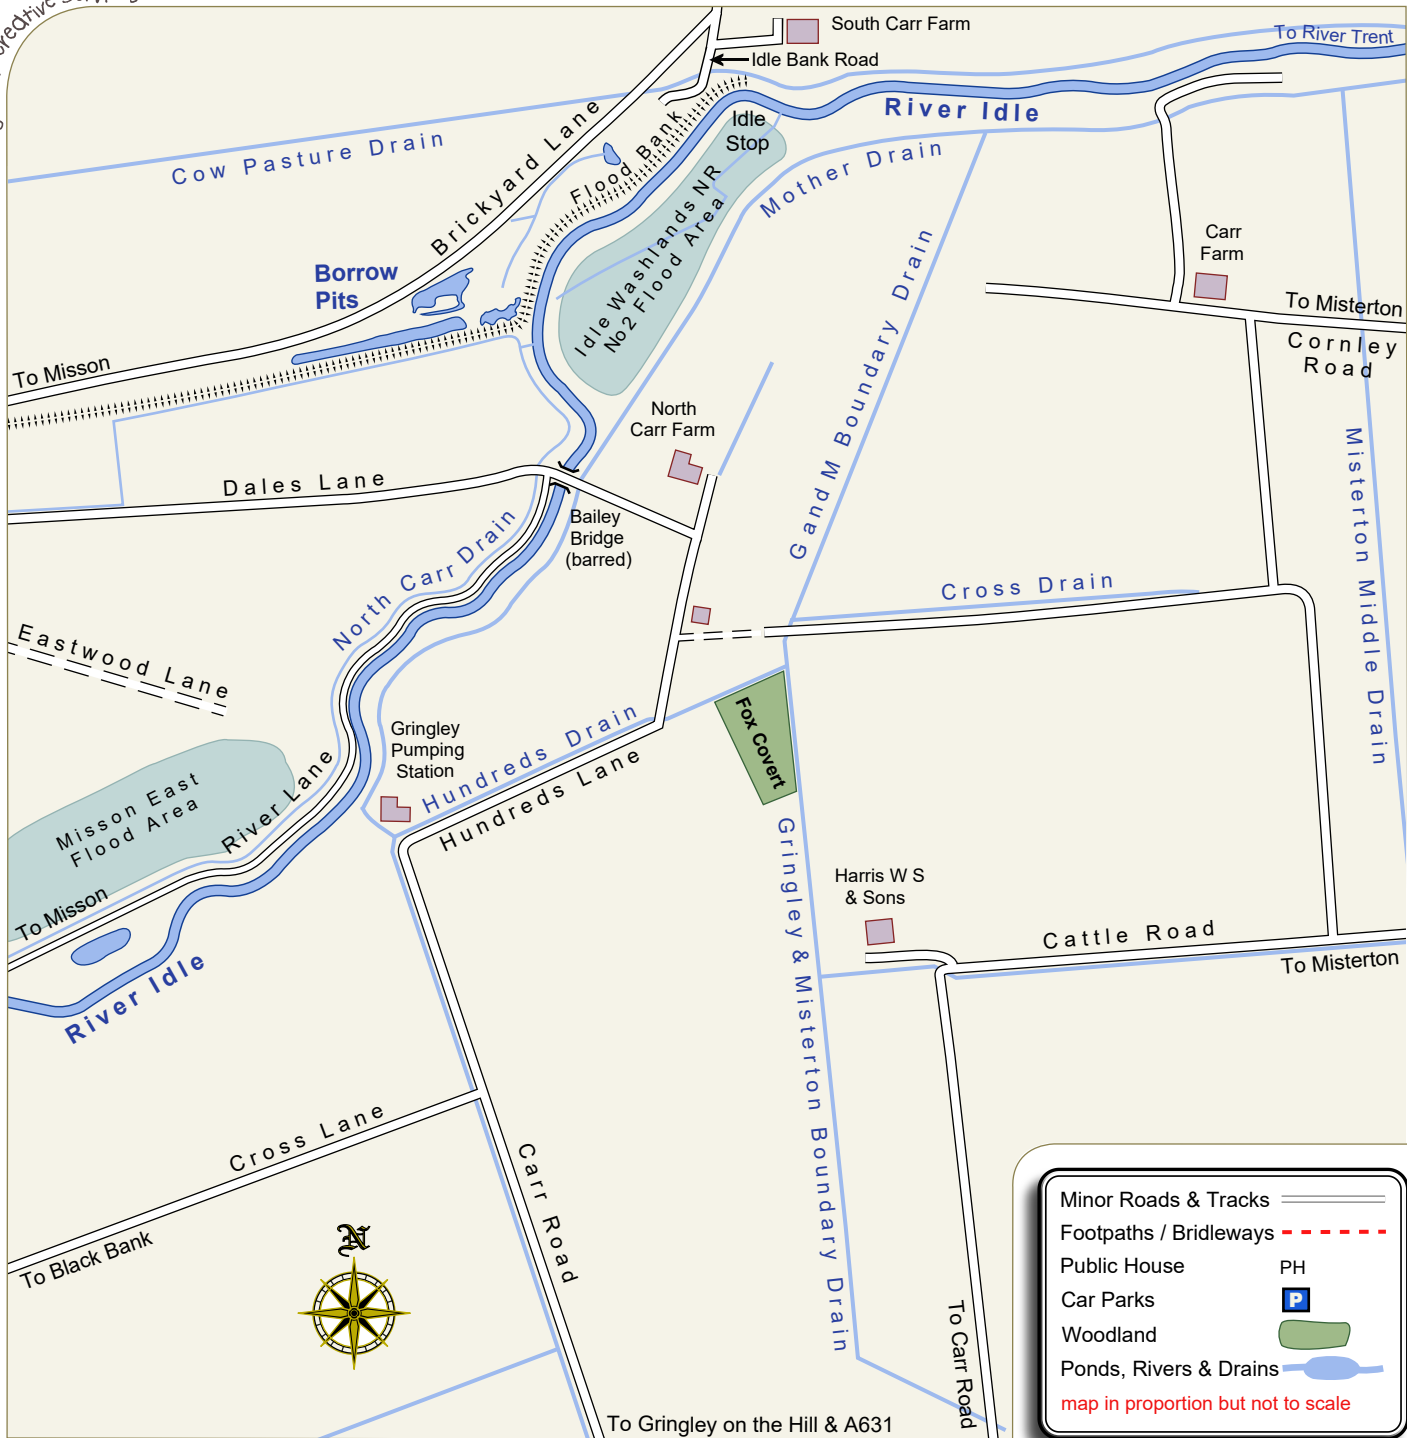 South Carr Farm
Idle Bank Road
To River Trent
River Idle
Idle
Stop
Cow Pasture Drain
Brickyard Lane
Flood Bank
Mother Drain
Idle Washlands NR
No2 Flood Area
Borrow
Pits
Carr
Farm
To Misterton
Cornley
Road
To Misson
North
Carr Farm
G and M Boundary Drain
Misterton Middle Drain
Dales Lane
Bailey
Bridge
(barred)
North Carr Drain
Cross Drain
Eastwood Lane
Gringley
Pumping
Station
Hundreds Drain
Hundreds Lane
Fox Covert
Misson East
Flood Area
River Lane
To Misson
River Idle
Gringley & Misterton Boundary Drain
Harris W S
& Sons
Cattle Road
To Misterton
Cross Lane
To Black Bank
Carr Road
N
To Carr Road
To Gringley on the Hill & A631
Minor Roads & Tracks
Footpaths / Bridleways
Public House PH
Car Parks P
Woodland
Ponds, Rivers & Drains
map in proportion but not to scale